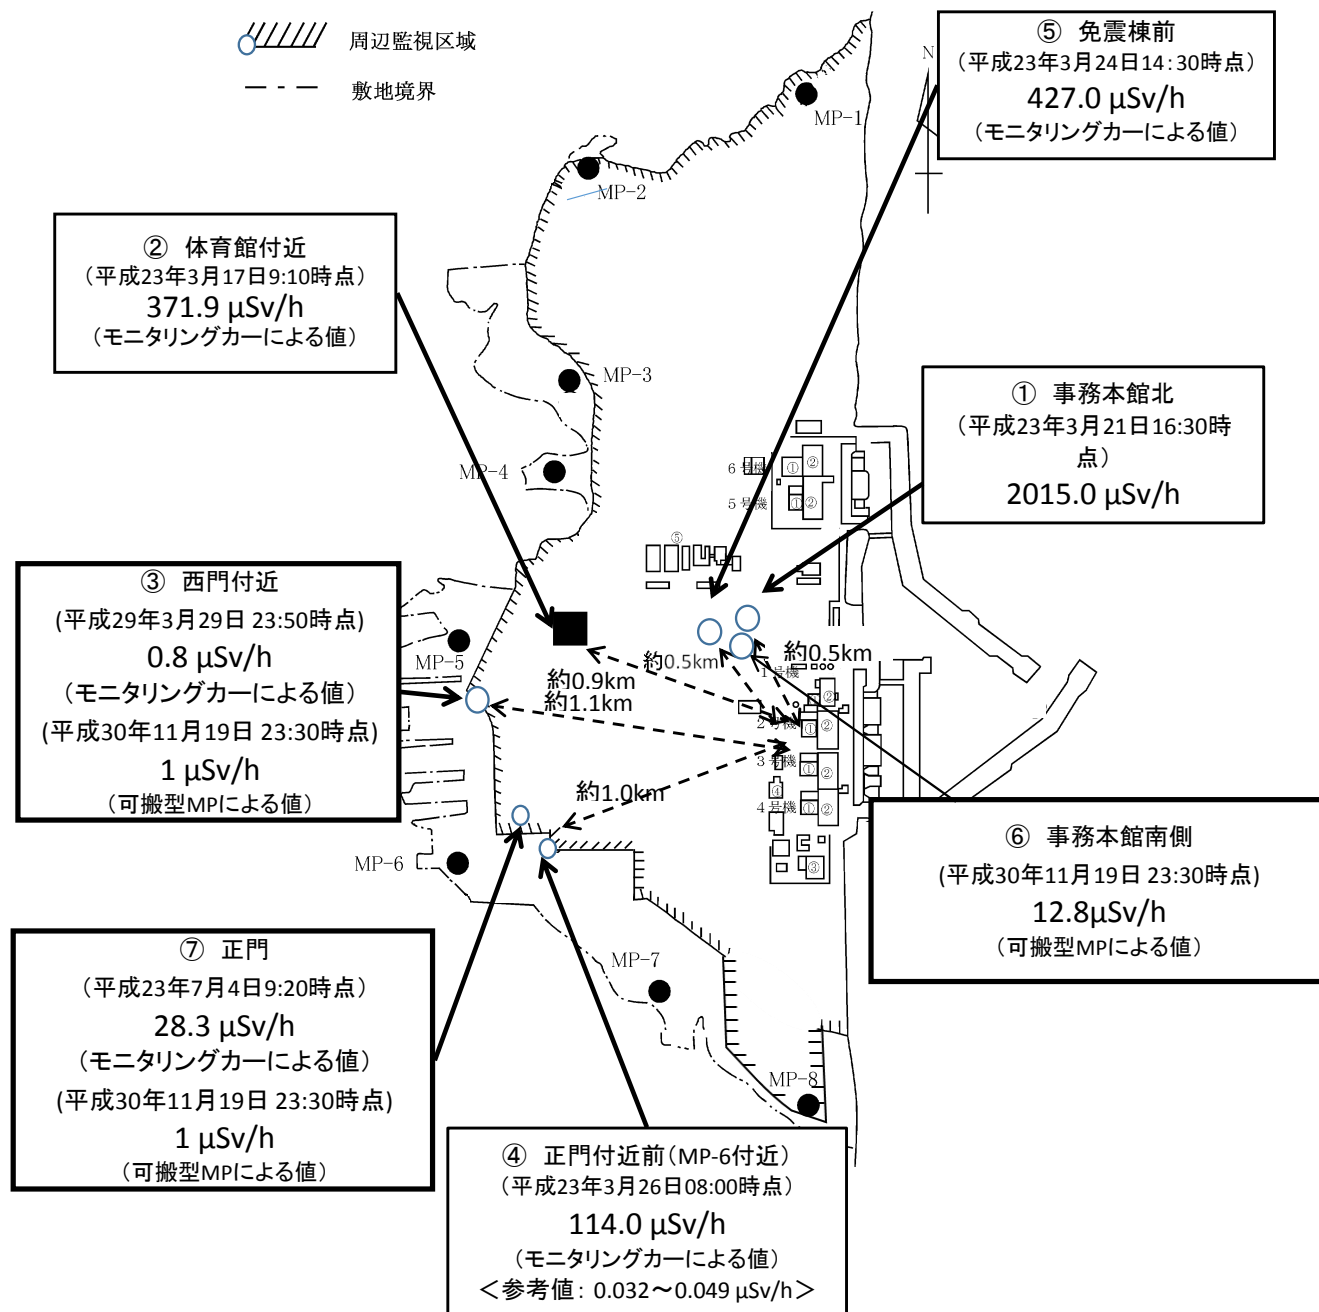 周辺監視区域
敷地境界
⑤ 免震棟前
(平成23年3月24日14:30時点)
427.0 μSv/h
(モニタリングカーによる値)
N
MP-1
MP-2
② 体育館付近
(平成23年3月17日9:10時点)
371.9 μSv/h
(モニタリングカーによる値)
MP-3
MP-4
① 事務本館北
(平成23年3月21日16:30時
点)
2015.0 μSv/h
6号機
①
②
5号機
①
②
⑤
③ 西門付近
(平成29年3月29日 23:50時点)
0.8 μSv/h
(モニタリングカーによる値)
(平成30年11月19日 23:30時点)
1 μSv/h
(可搬型MPによる値)
MP-5
約0.9km
約1.1km
約0.5km
約0.5km
1号機
②
2号機
①
②
3号機
①
②
④
4号機
①
②
③
約1.0km
MP-6
⑥ 事務本館南側
(平成30年11月19日 23:30時点)
12.8μSv/h
(可搬型MPによる値)
⑦ 正門
(平成23年7月4日9:20時点)
28.3 μSv/h
(モニタリングカーによる値)
(平成30年11月19日 23:30時点)
1 μSv/h
(可搬型MPによる値)
MP-7
MP-8
④ 正門付近前(MP-6付近)
(平成23年3月26日08:00時点)
114.0 μSv/h
(モニタリングカーによる値)
＜参考値: 0.032～0.049 μSv/h＞